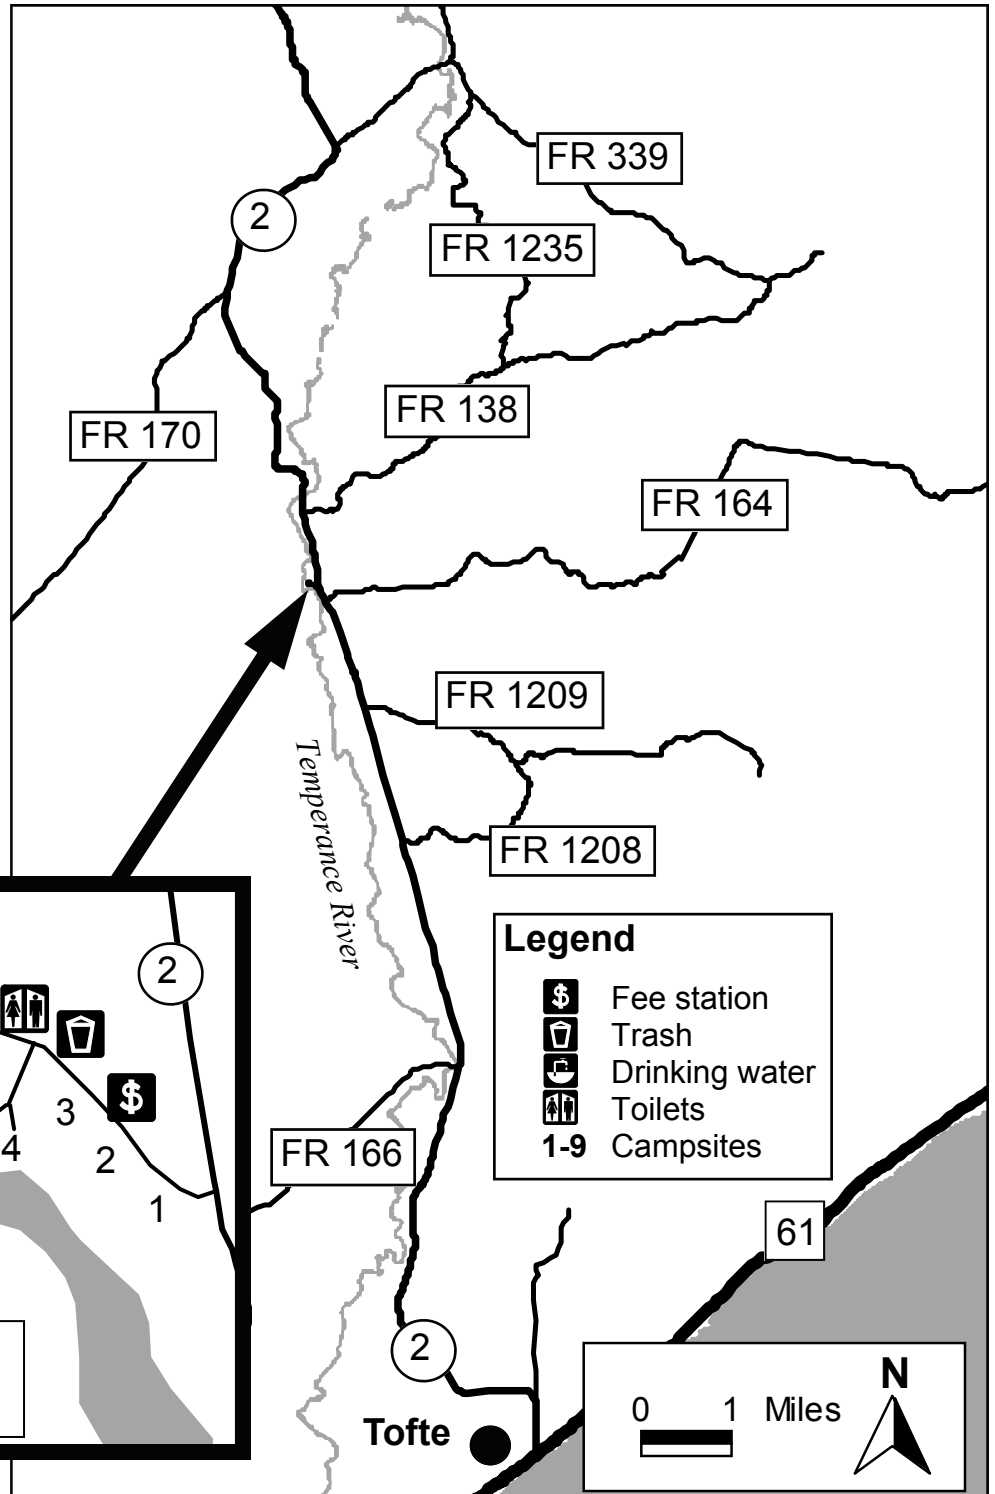 FR 339
2
FR 1235
FR 138
FR 170
FR 164
FR 1209
Temperance River
FR 1208
2
3
4
2
1
Legend
$ Fee station
Trash
Drinking water
Toilets
1-9 Campsites
$
FR 166
61
2
Tofte
0 1 Miles
N